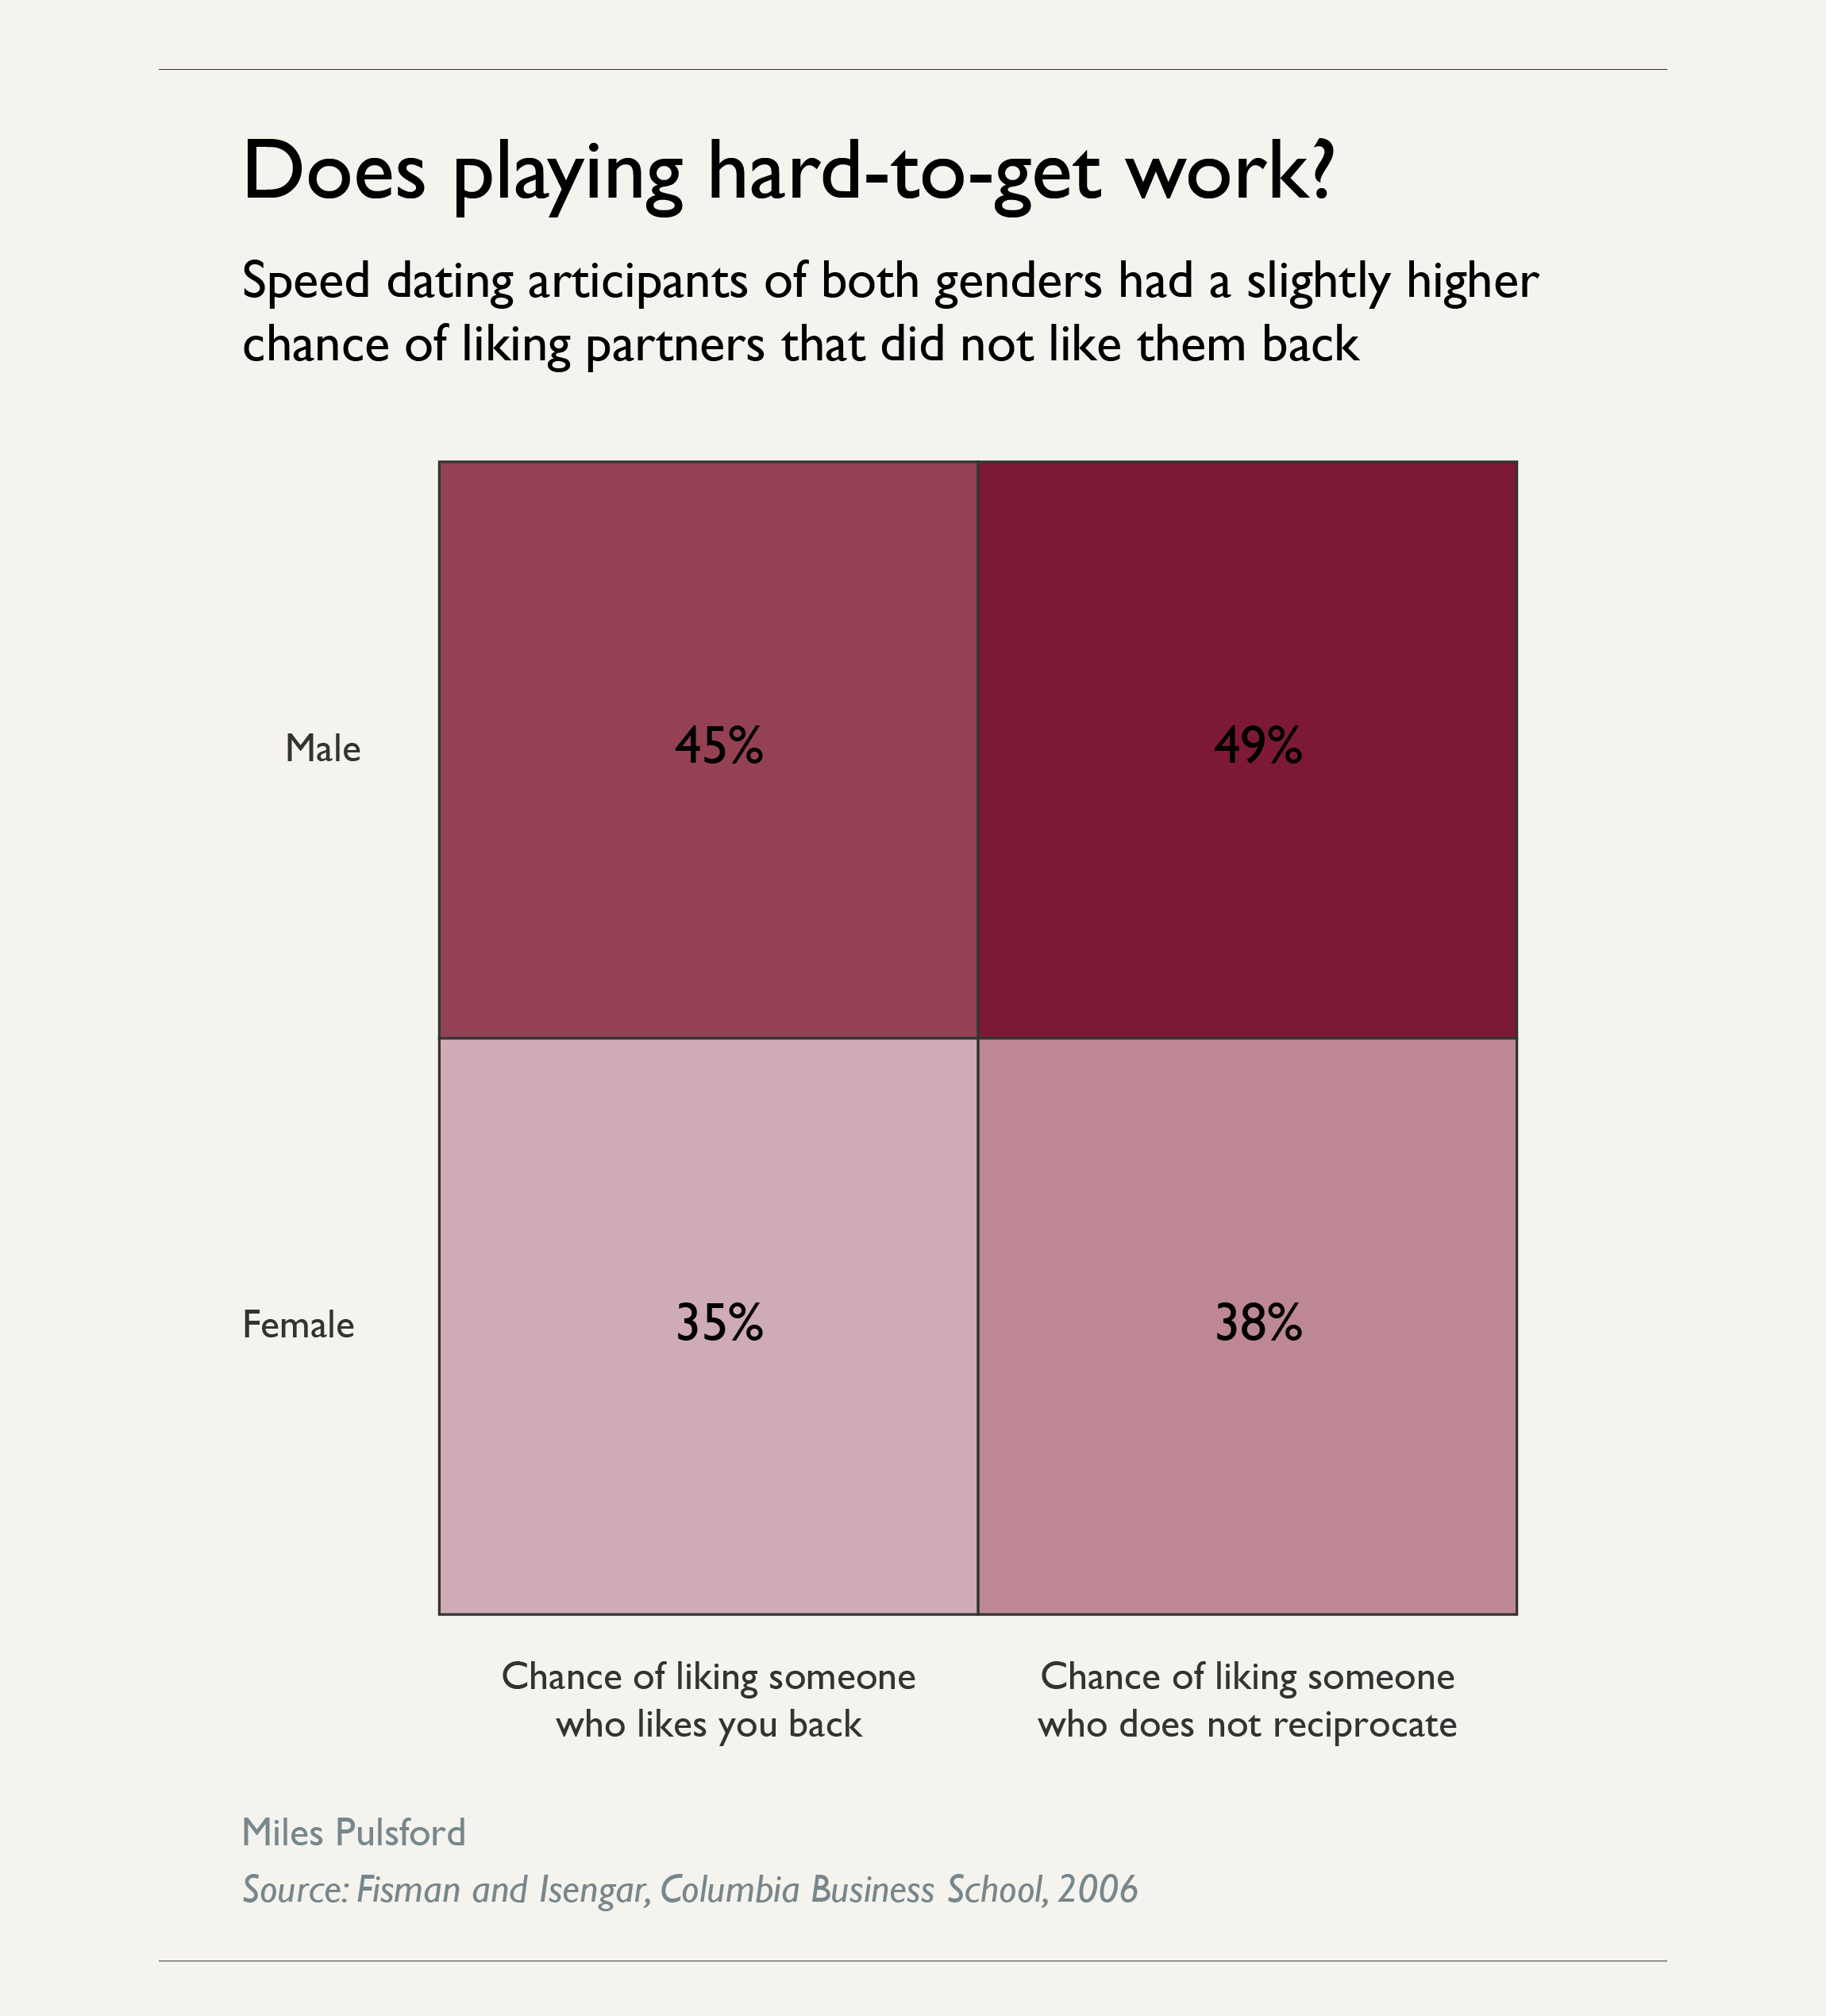 Does playing hard-to-get work?
Speed dating articipants of both genders had a slightly higher
chance of liking partners that did not like them back
Male
45%
49%
Female
35%
38%
Chance of liking someone
who likes you back
Chance of liking someone
who does not reciprocate
Miles Pulsford
Source: Fisman and Isengar, Columbia Business School, 2006